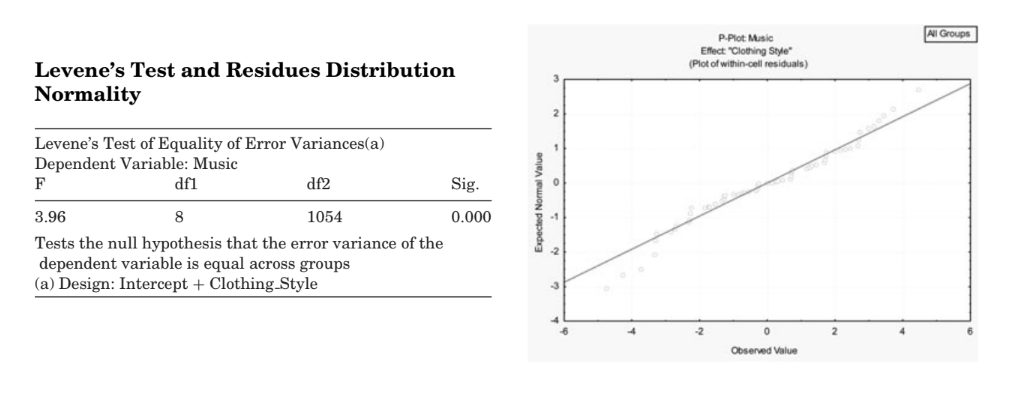 Levene's Test and Residues Distribution
Normality
Levene's Test of Equality of Error Variances(a)
Dependent Variable: Music
F df1 df2 Sig.
3.96 8 1054 0.000
Tests the null hypothesis that the error variance of the
dependent variable is equal across groups
(a) Design: Intercept + Clothing_Style
All Groups
P-Plot: Music
Effect: "Clothing Style"
(Plot of within-cell residuals)
Expected Normal Value
3
2
1
0
-1
-2
-3
-4
-6 -4 -2 0 2 4 6
Observed Value